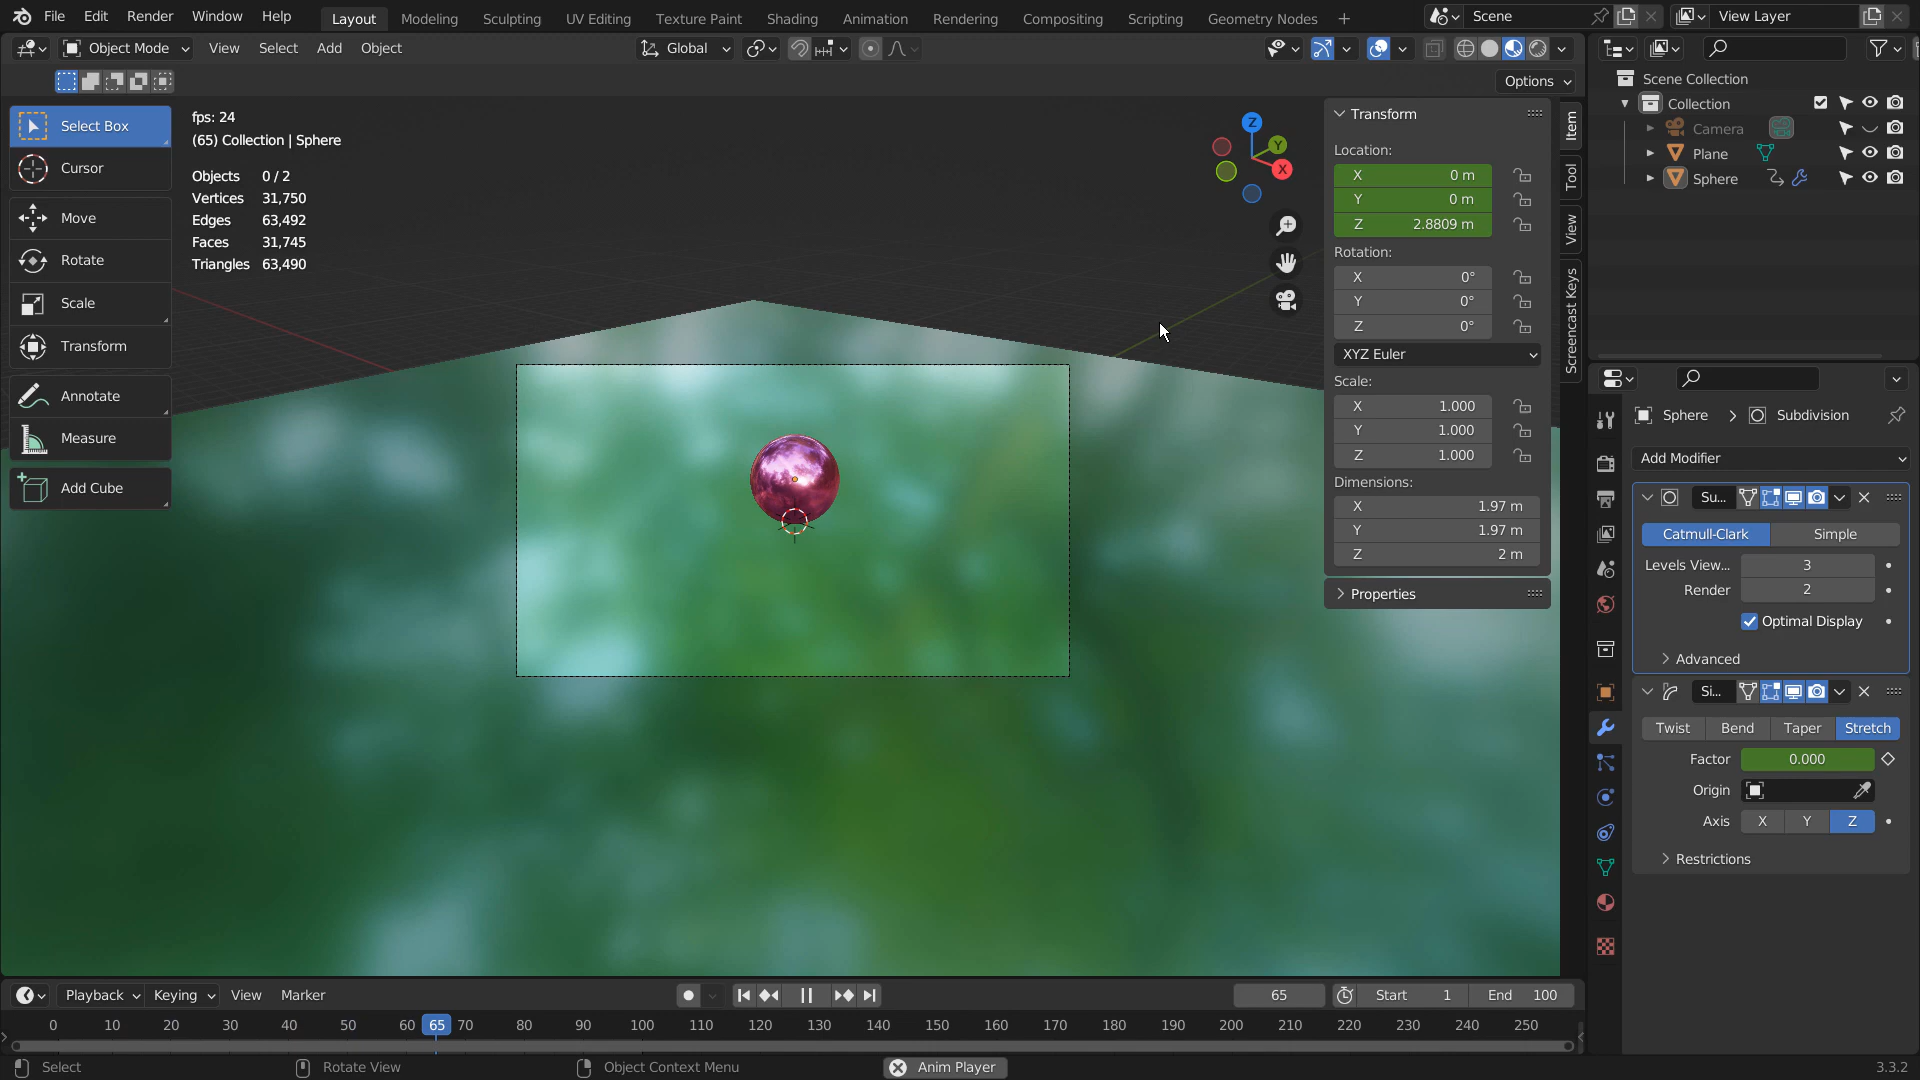 File Edit Render Window Help Layout Modeling Sculpting UV Editing Texture Paint Shading Animation Rendering Compositing Scripting Geometry Nodes + Scene View Layer
Object Mode View Select Add Object Global
Options
Select Box
Cursor
Move
Rotate
Scale
Transform
Annotate
Measure
Add Cube
fps: 24
(65) Collection | Sphere
Objects 0 / 2
Vertices 31,750
Edges 63,492
Faces 31,745
Triangles 63,490
Z
Y
X
Transform
Location:
X 0 m
Y 0 m
Z 2.8809 m
Rotation:
X 0°
Y 0°
Z 0°
XYZ Euler
Scale:
X 1.000
Y 1.000
Z 1.000
Dimensions:
X 1.97 m
Y 1.97 m
Z 2 m
Properties
Item
Tool
View
Screencast Keys
Scene Collection
Collection
Camera
Plane
Sphere
Sphere Subdivision
Add Modifier
Su...
Catmull-Clark Simple
Levels View... 3
Render 2
Optimal Display
Advanced
Si...
Twist Bend Taper Stretch
Factor 0.000
Origin
Axis X Y Z
Restrictions
Playback Keying View Marker 65 Start 1 End 100
0 10 20 30 40 50 60 65 70 80 90 100 110 120 130 140 150 160 170 180 190 200 210 220 230 240 250
Select Rotate View Object Context Menu Anim Player 3.3.2